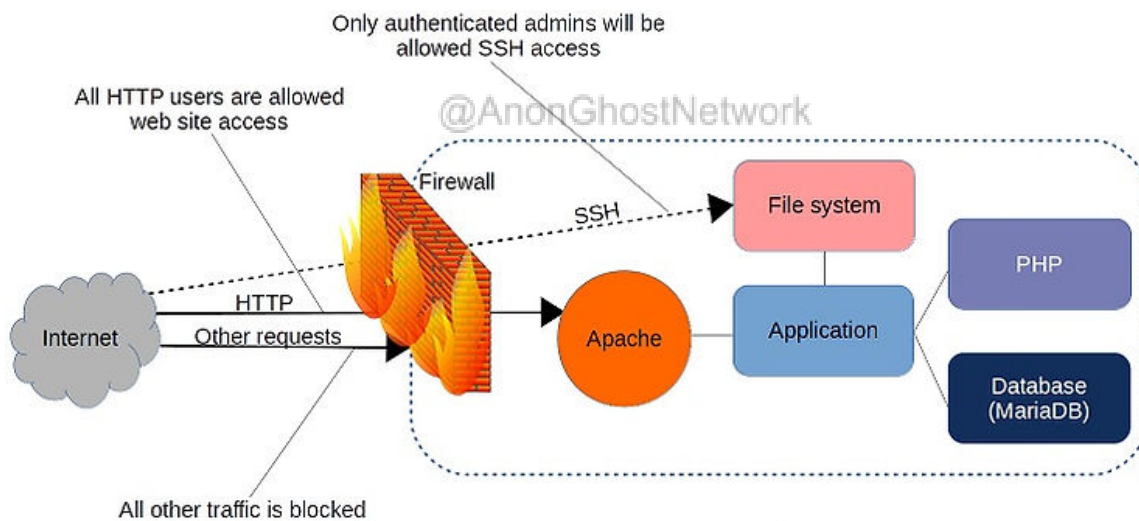 Only authenticated admins will be
allowed SSH access
All HTTP users are allowed
web site access
@AnonGhostNetwork
Firewall
SSH
File system
PHP
HTTP
Internet
Other requests
Apache
Application
Database
(MariaDB)
All other traffic is blocked